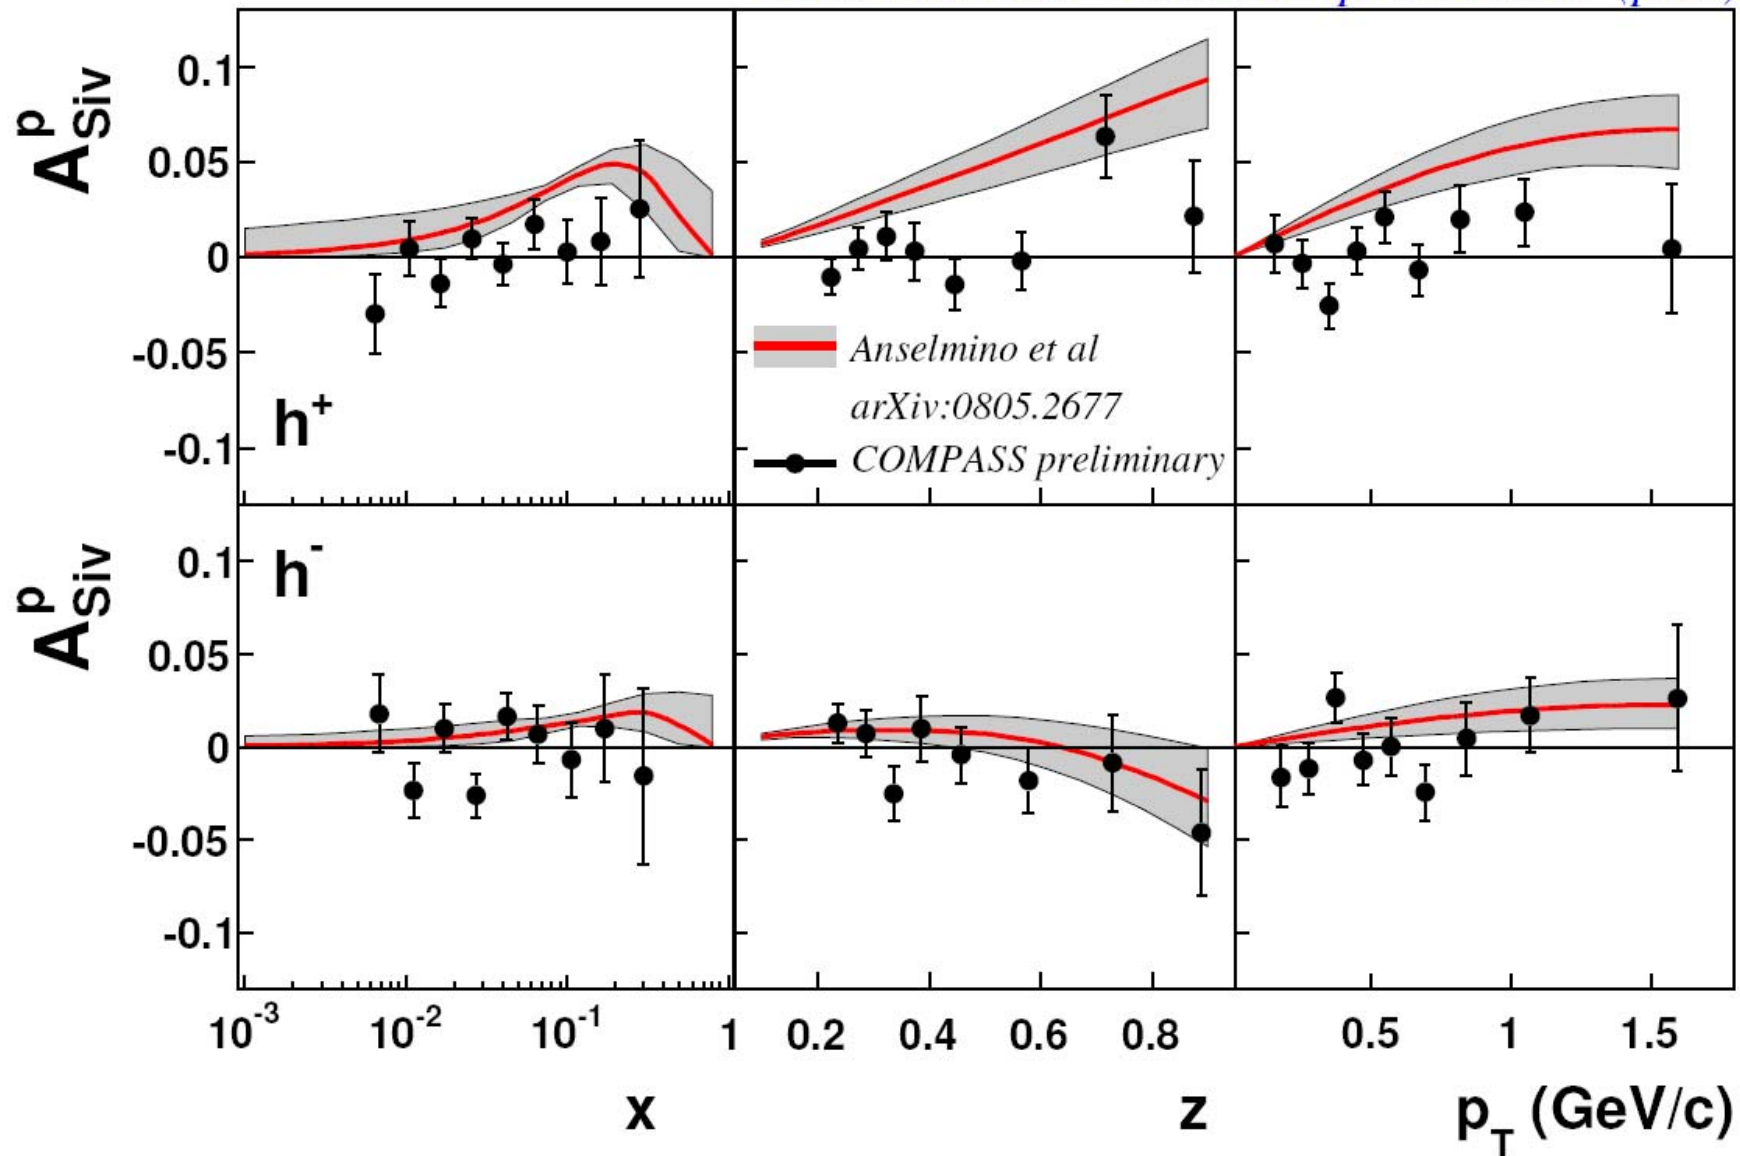 A^p_Siv
0.1
0.05
0
-0.05
-0.1
h^+
Anselmino et al
arXiv:0805.2677
COMPASS preliminary
A^p_Siv
0.1
0.05
0
-0.05
-0.1
h^-
10^-3 10^-2 10^-1 1 0.2 0.4 0.6 0.8 0.5 1 1.5
x z p_T (GeV/c)